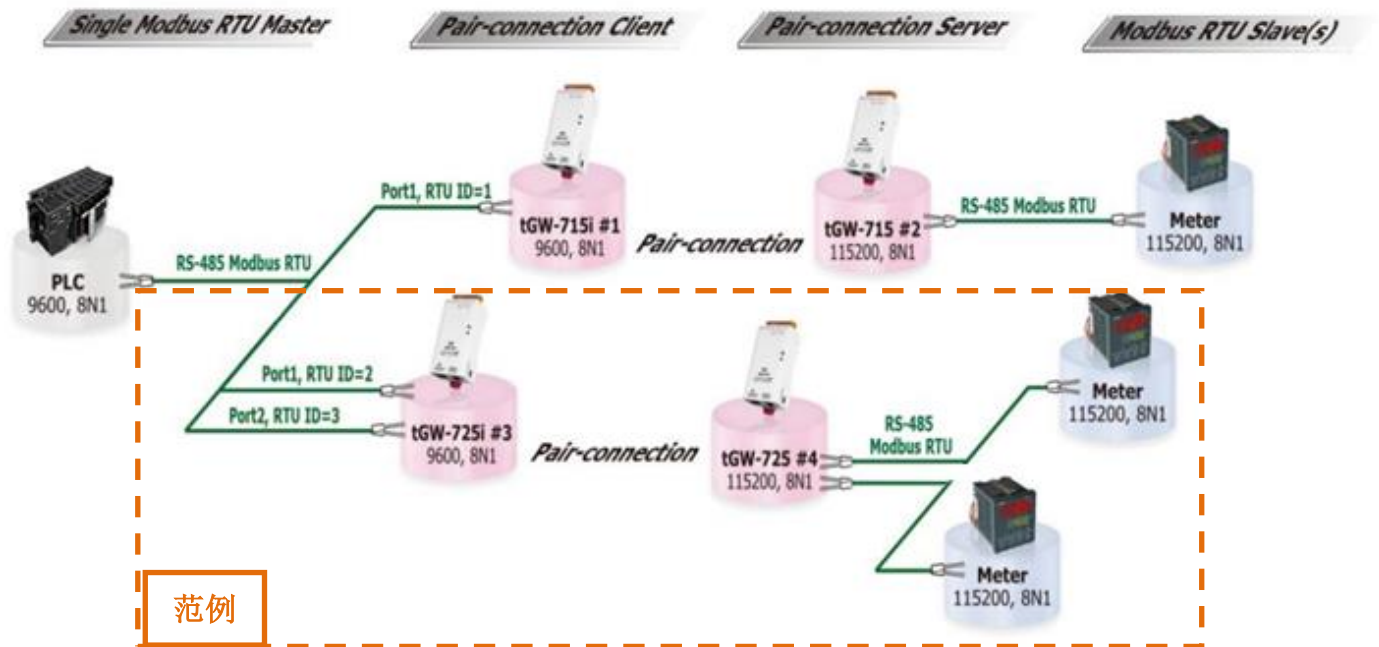 Single Modbus RTU Master
Pair-connection Client
Pair-connection Server
Modbus RTU Slave(s)
PLC
9600, 8N1
RS-485 Modbus RTU
Port1, RTU ID=1
tGW-715i #1
9600, 8N1
Pair-connection
tGW-715 #2
115200, 8N1
RS-485 Modbus RTU
Meter
115200, 8N1
Port1, RTU ID=2
Port2, RTU ID=3
tGW-725i #3
9600, 8N1
Pair-connection
tGW-725 #4
115200, 8N1
RS-485
Modbus RTU
Meter
115200, 8N1
Meter
115200, 8N1
范例